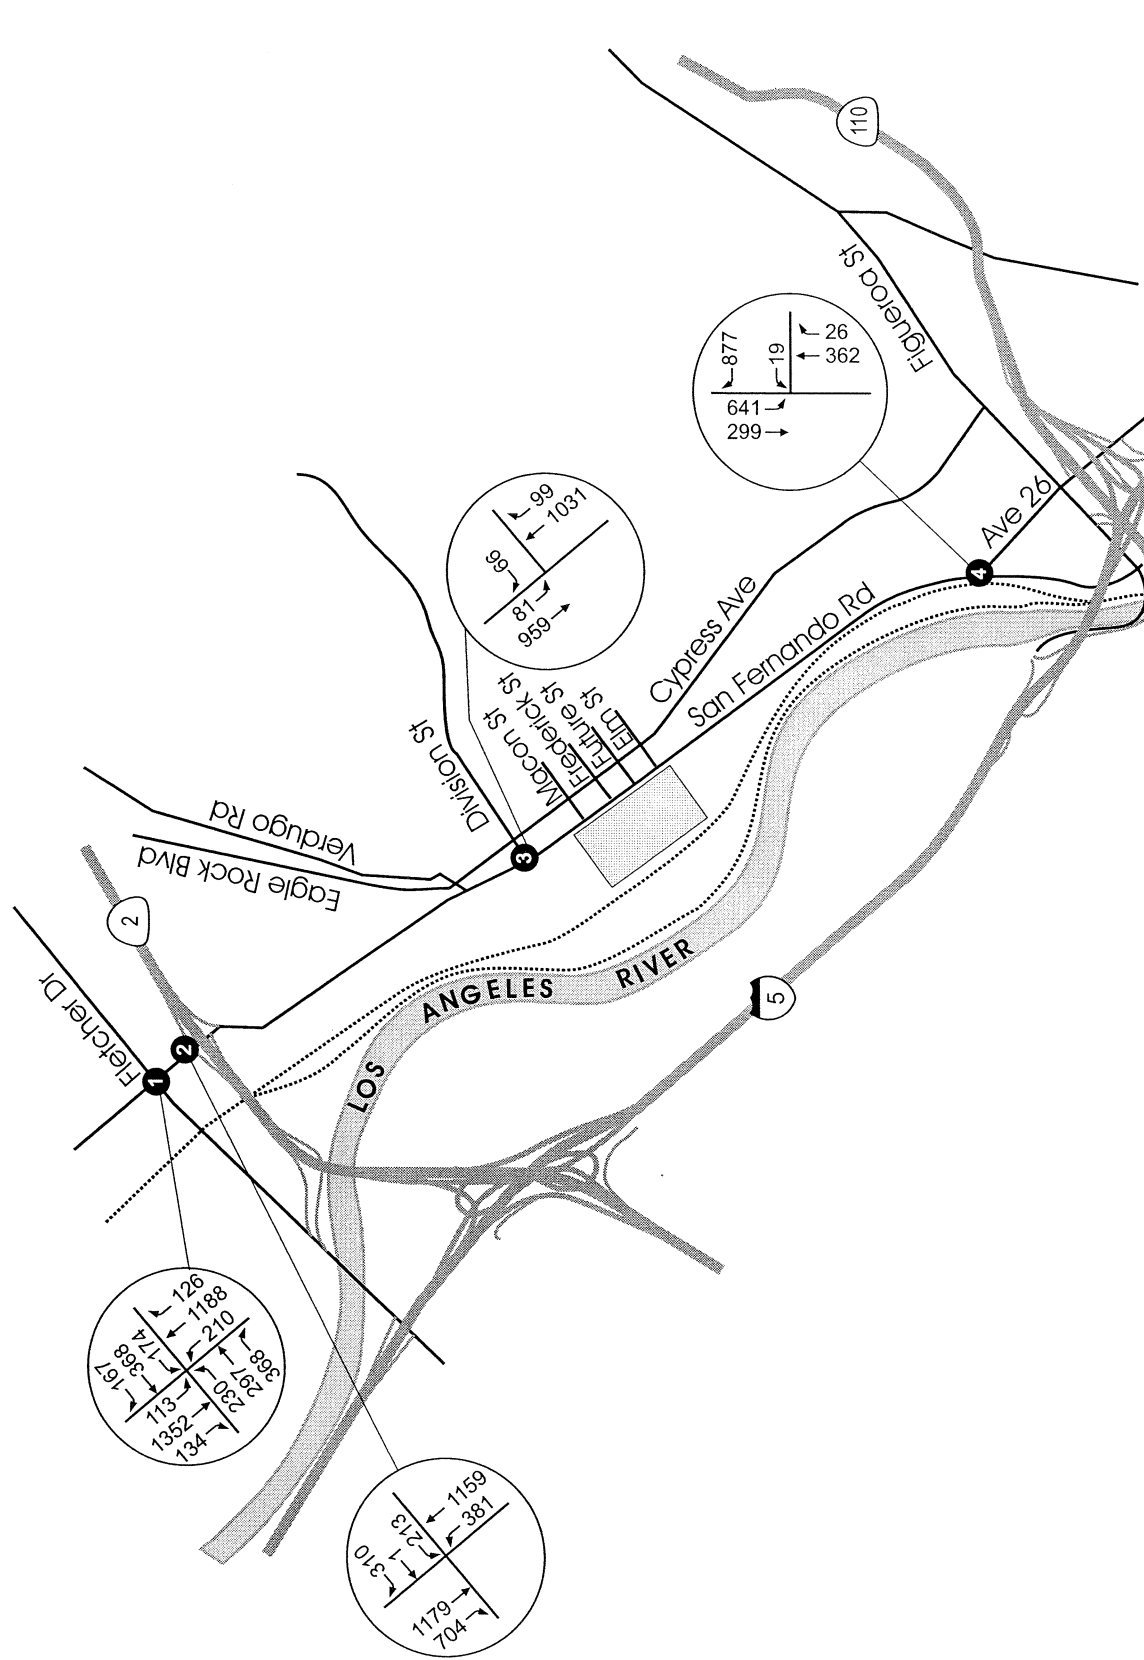 110
Figueroa St
877
19
26
362
641
299
Ave 26
4
99
1031
66
81
959
Cypress Ave
San Fernando Rd
Elm St
Future St
Frederick St
Macon St
Division St
3
Verdugo Rd
Eagle Rock Blvd
2
Fletcher Dr
1
2
LOS ANGELES RIVER
5
167
368
174
126
1188
210
113
1352
134
230
297
368
310
1
213
1159
381
1179
704